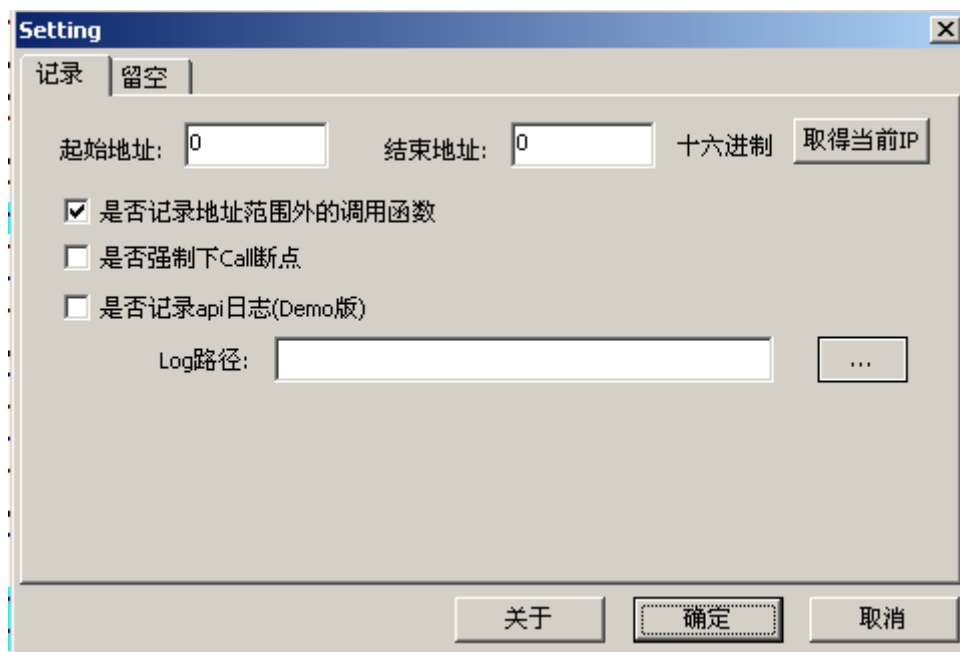 Setting
记录 留空
起始地址: 0 结束地址: 0 十六进制 取得当前IP
是否记录地址范围外的调用函数
是否强制下Call断点
是否记录api日志(Demo版)
Log路径: ...
关于 确定 取消